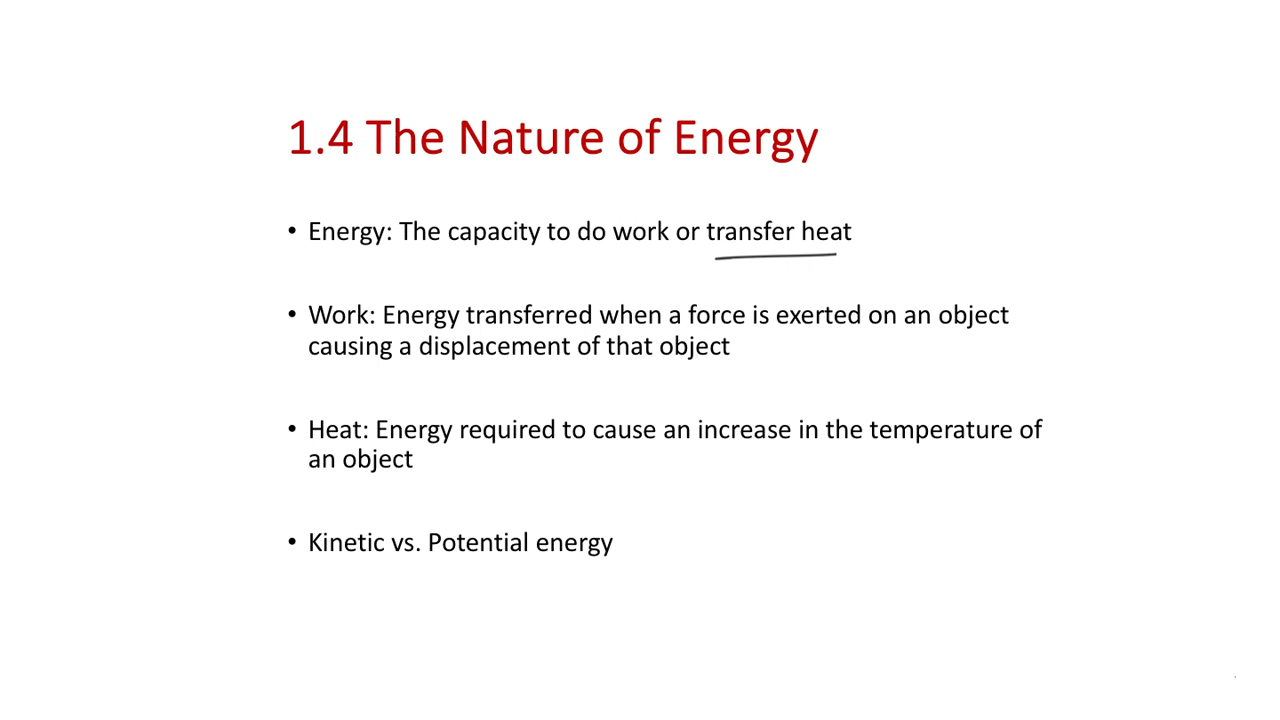 1.4 The Nature of Energy
• Energy: The capacity to do work or transfer heat
• Work: Energy transferred when a force is exerted on an object
causing a displacement of that object
• Heat: Energy required to cause an increase in the temperature of
an object
• Kinetic vs. Potential energy